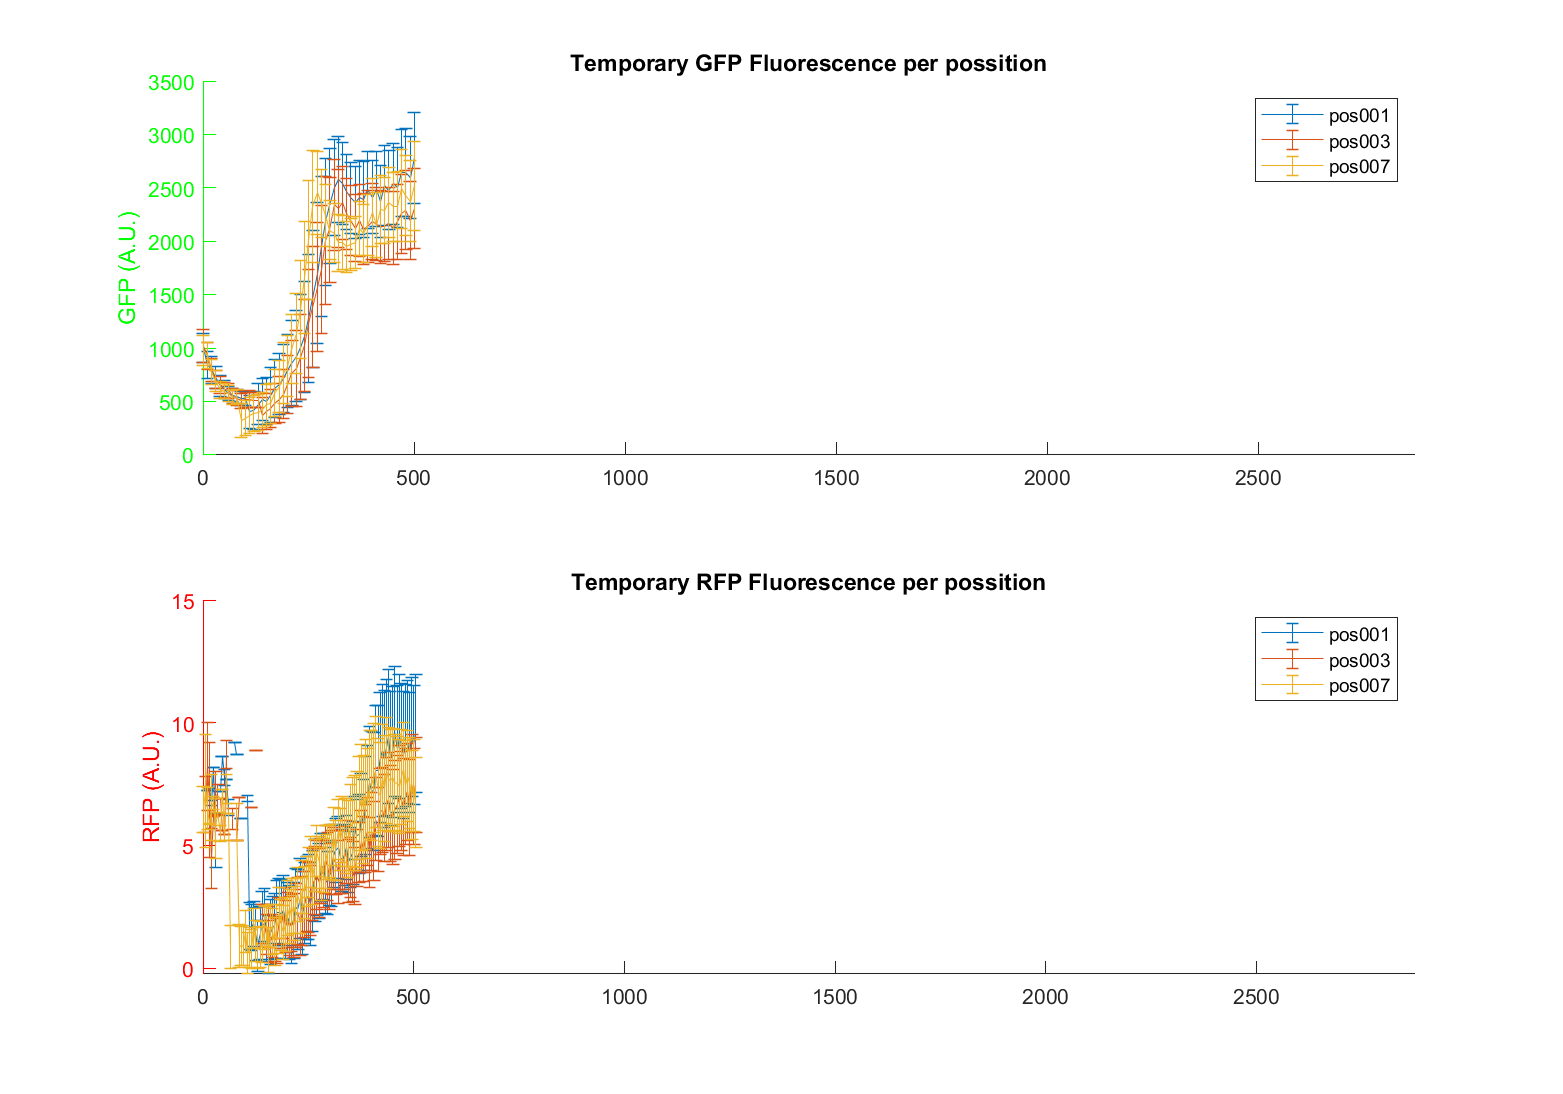 Temporary GFP Fluorescence per possition
3500
3000
2500
2000
1500
1000
500
0
GFP (A.U.)
0 500 1000 1500 2000 2500
pos001
pos003
pos007
Temporary RFP Fluorescence per possition
15
10
5
0
RFP (A.U.)
0 500 1000 1500 2000 2500
pos001
pos003
pos007